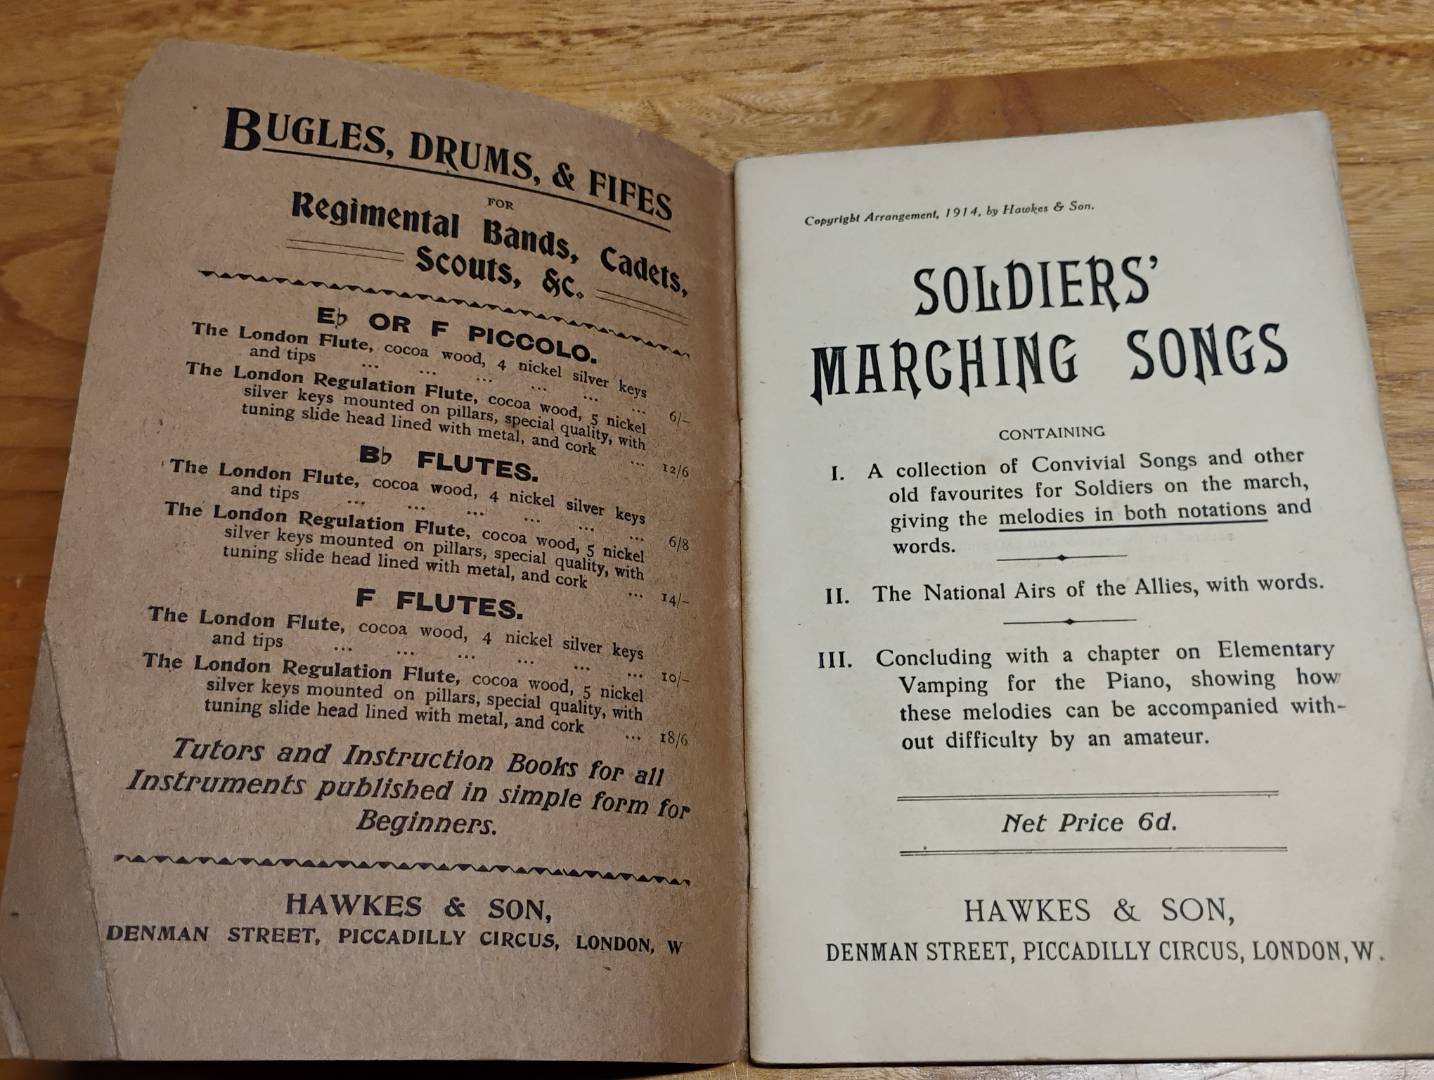 BUGLES, DRUMS, & FIFES
FOR
Regimental Bands, Cadets,
Scouts, &c.
E♭ OR F PICCOLO.
The London Flute, cocoa wood, 4 nickel silver keys
and tips ... ... ... ... ... ... 6/-
The London Regulation Flute, cocoa wood, 5 nickel
silver keys mounted on pillars, special quality, with
tuning slide head lined with metal, and cork ... 12/6
B♭ FLUTES.
The London Flute, cocoa wood, 4 nickel silver keys
and tips ... ... ... ... ... ... 6/8
The London Regulation Flute, cocoa wood, 5 nickel
silver keys mounted on pillars, special quality, with
tuning slide head lined with metal, and cork ... 14/-
F FLUTES.
The London Flute, cocoa wood, 4 nickel silver keys
and tips ... ... ... ... ... ... 10/-
The London Regulation Flute, cocoa wood, 5 nickel
silver keys mounted on pillars, special quality, with
tuning slide head lined with metal, and cork ... 18/6
Tutors and Instruction Books for all
Instruments published in simple form for
Beginners.
HAWKES & SON,
DENMAN STREET, PICCADILLY CIRCUS, LONDON, W
Copyright Arrangement, 1914, by Hawkes & Son.
SOLDIERS'
MARCHING SONGS
CONTAINING
I. A collection of Convivial Songs and other
old favourites for Soldiers on the march,
giving the melodies in both notations and
words.
II. The National Airs of the Allies, with words.
III. Concluding with a chapter on Elementary
Vamping for the Piano, showing how
these melodies can be accompanied with-
out difficulty by an amateur.
Net Price 6d.
HAWKES & SON,
DENMAN STREET, PICCADILLY CIRCUS, LONDON, W.